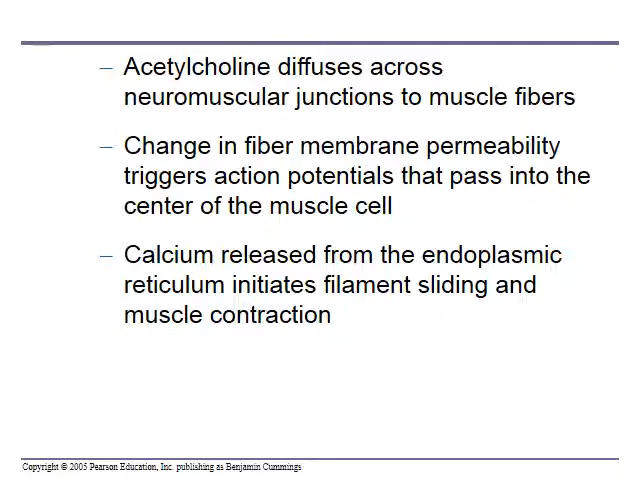 – Acetylcholine diffuses across
neuromuscular junctions to muscle fibers
– Change in fiber membrane permeability
triggers action potentials that pass into the
center of the muscle cell
– Calcium released from the endoplasmic
reticulum initiates filament sliding and
muscle contraction
Copyright © 2005 Pearson Education, Inc. publishing as Benjamin Cummings